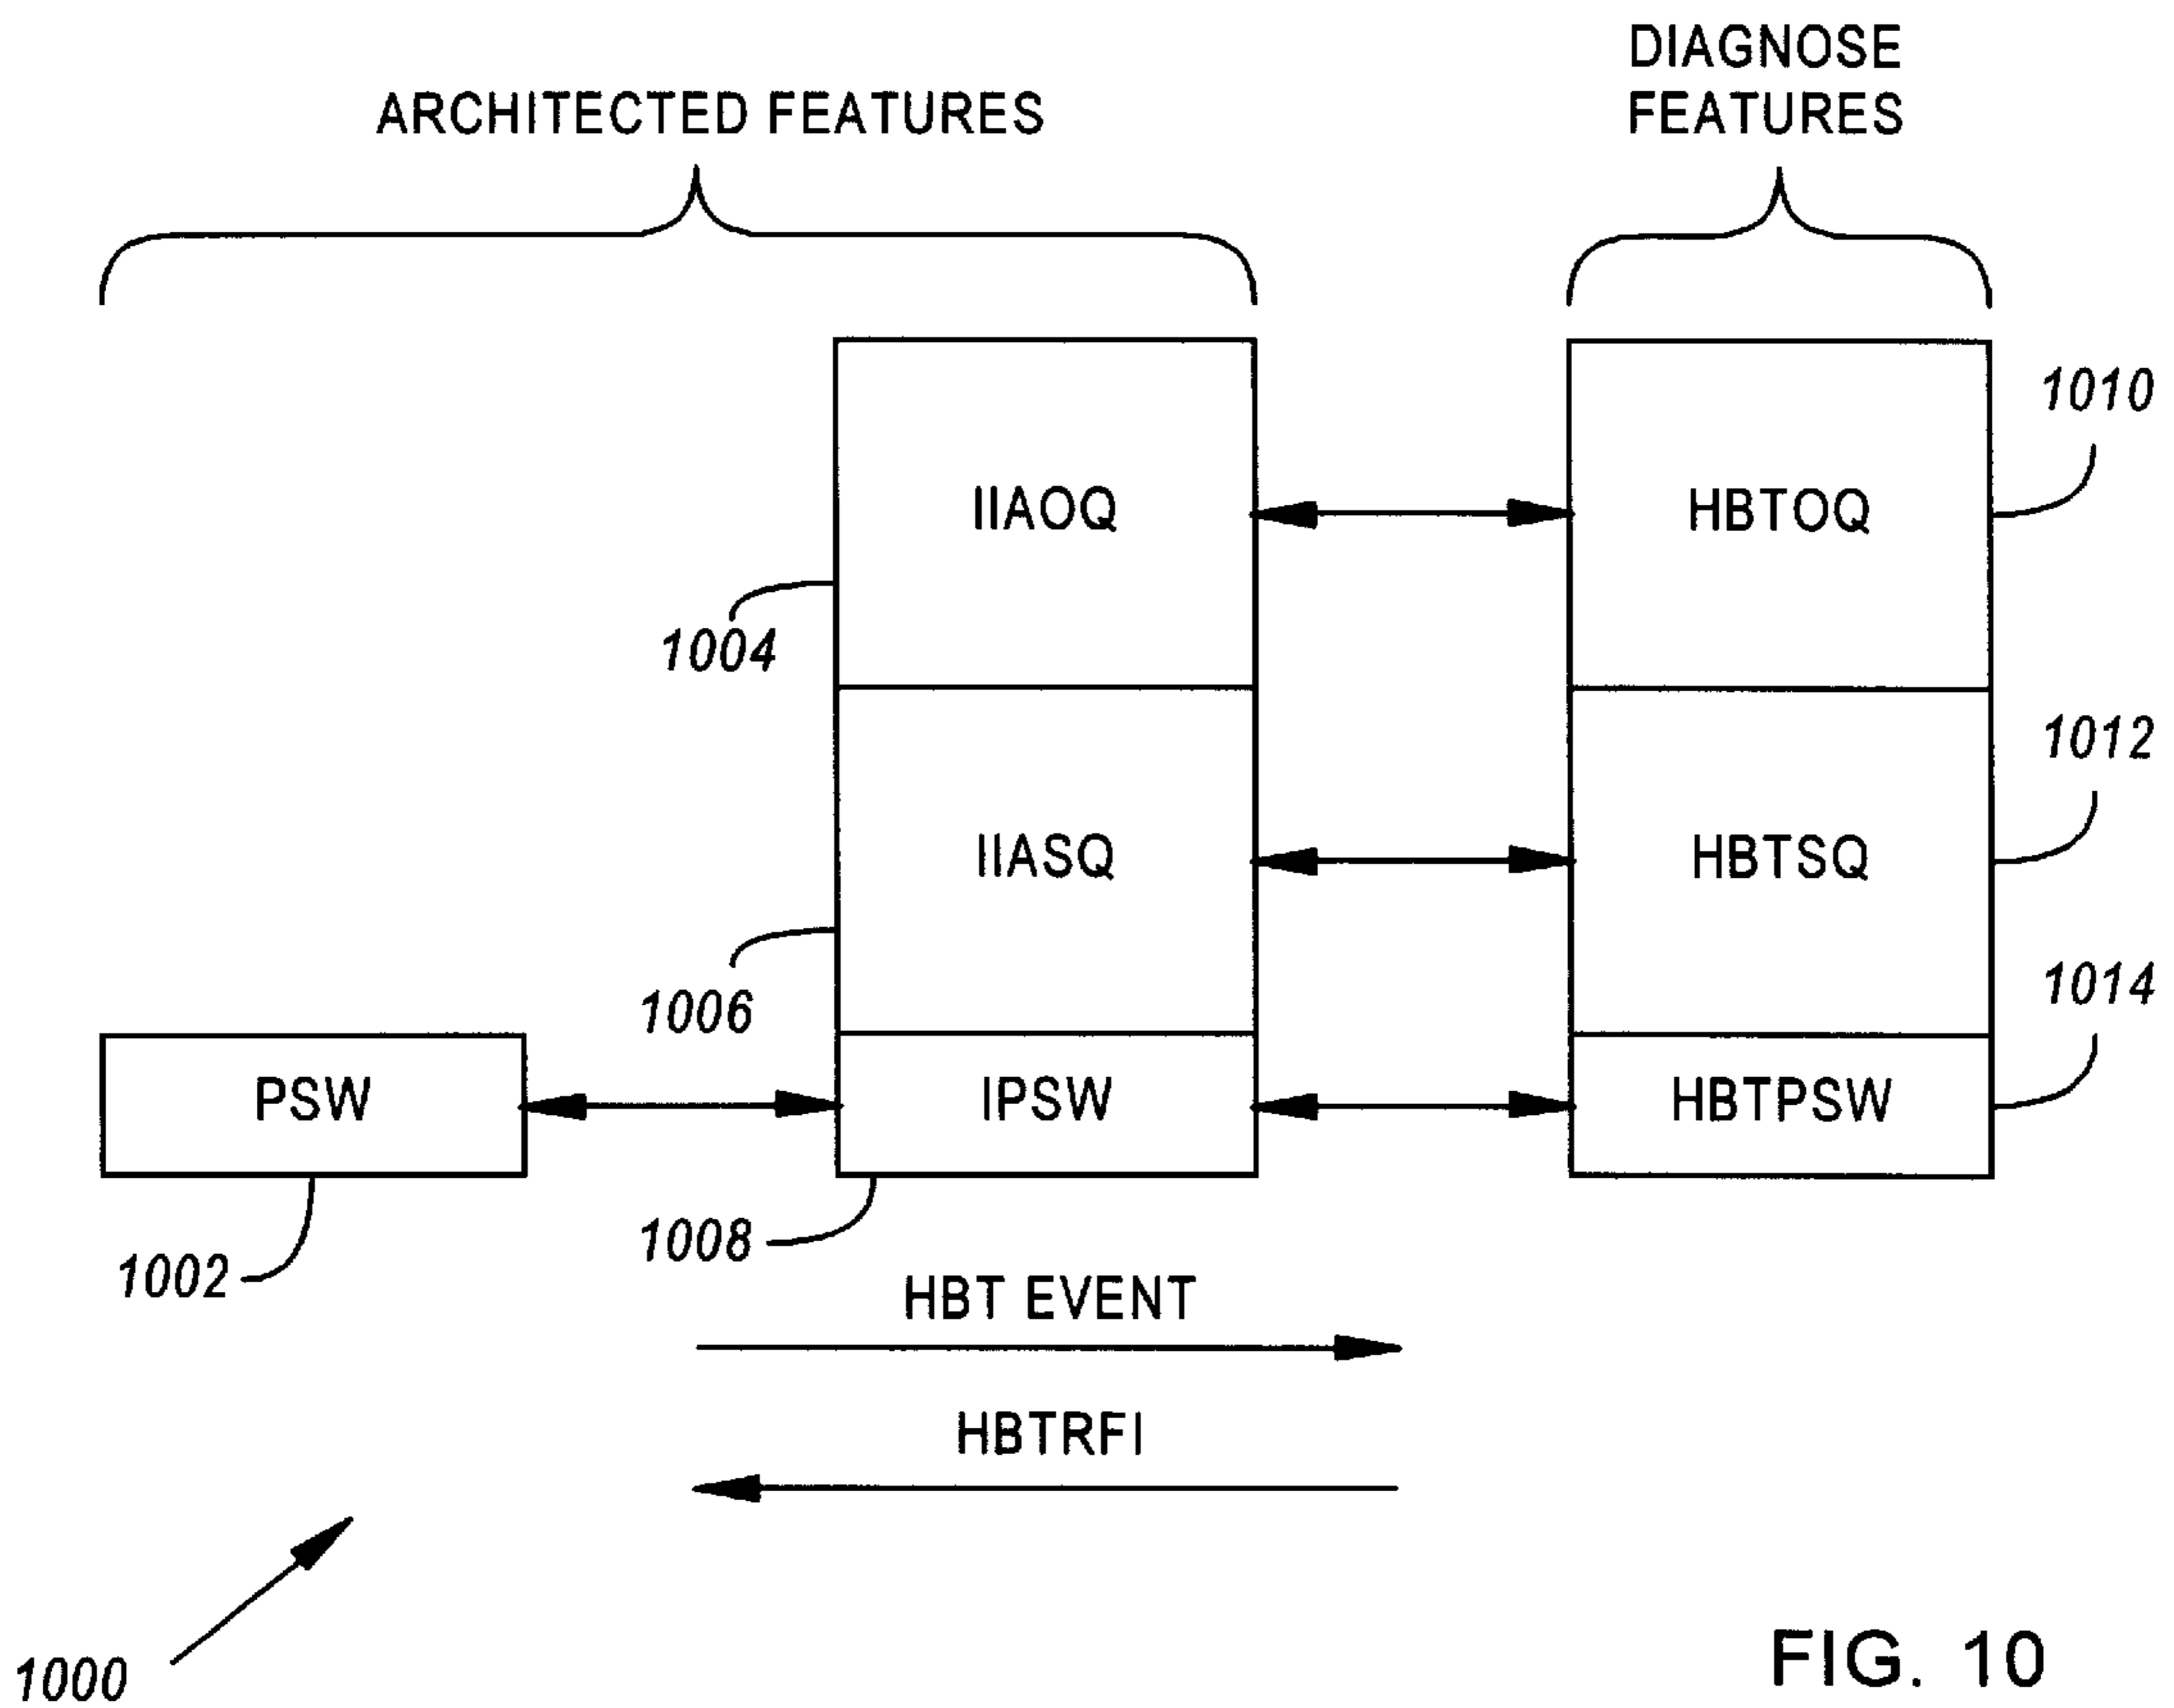 DIAGNOSE
FEATURES
ARCHITECTED FEATURES
1010
IIAOQ
HBTOQ
1004
1012
IIASQ
HBTSQ
1006
1014
PSW
IPSW
HBTPSW
1008
1002
HBT EVENT
HBTRFI
1000
FIG. 10